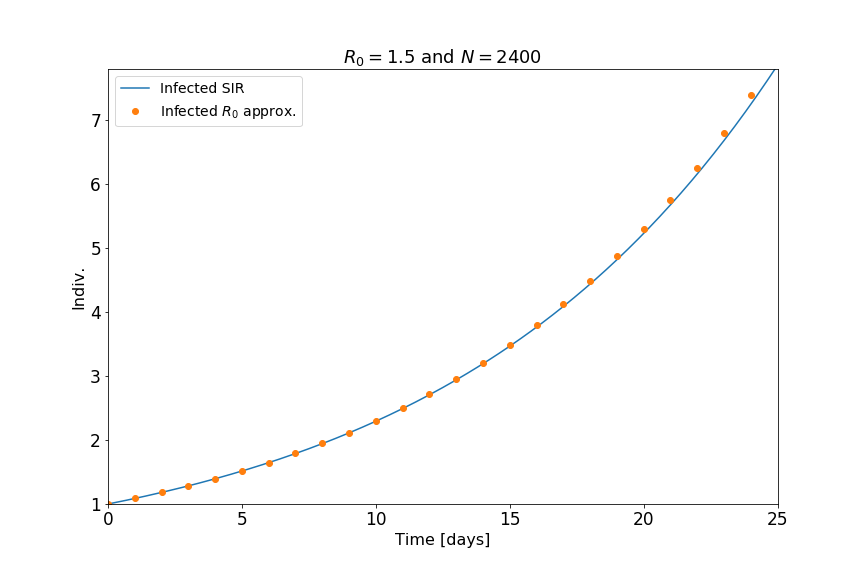 R₀ = 1.5 and N = 2400
Infected SIR
Infected R₀ approx.
7
6
5
4
3
2
1
Indiv.
0 5 10 15 20 25
Time [days]